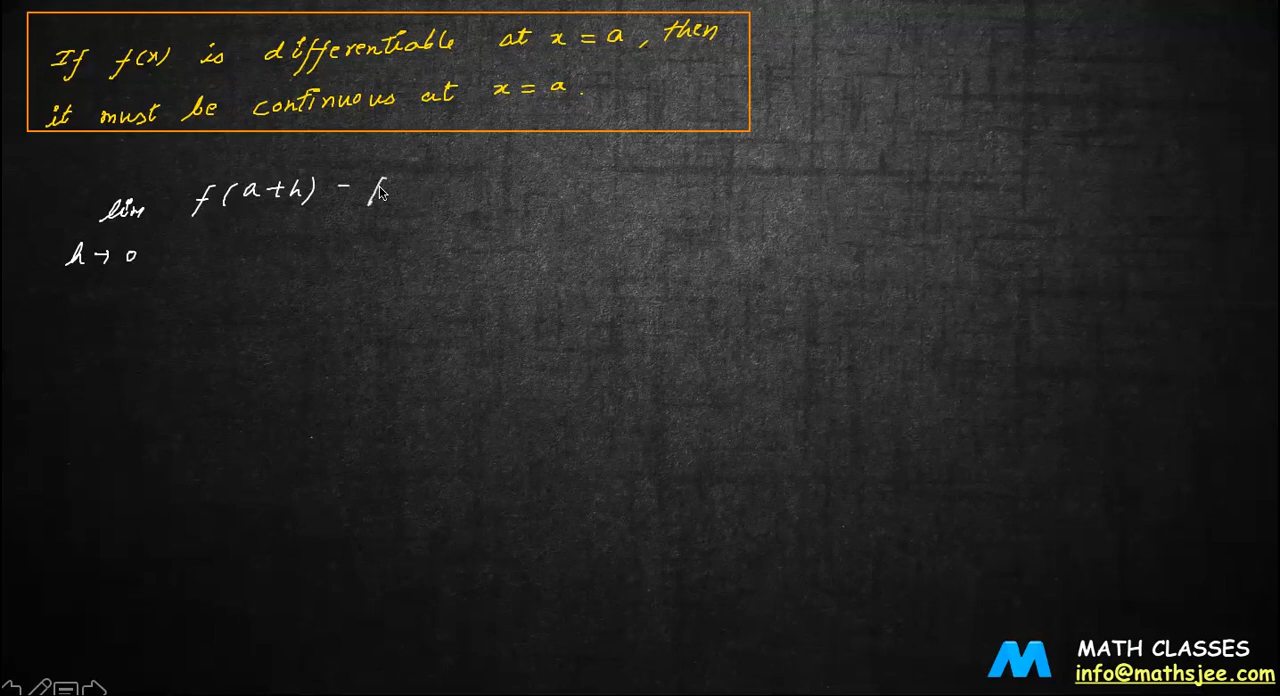 If f(x) is differentiable at x = a, then
it must be continuous at x = a.
lim f(a+h) -
h → 0
MATH CLASSES
info@mathsjee.com